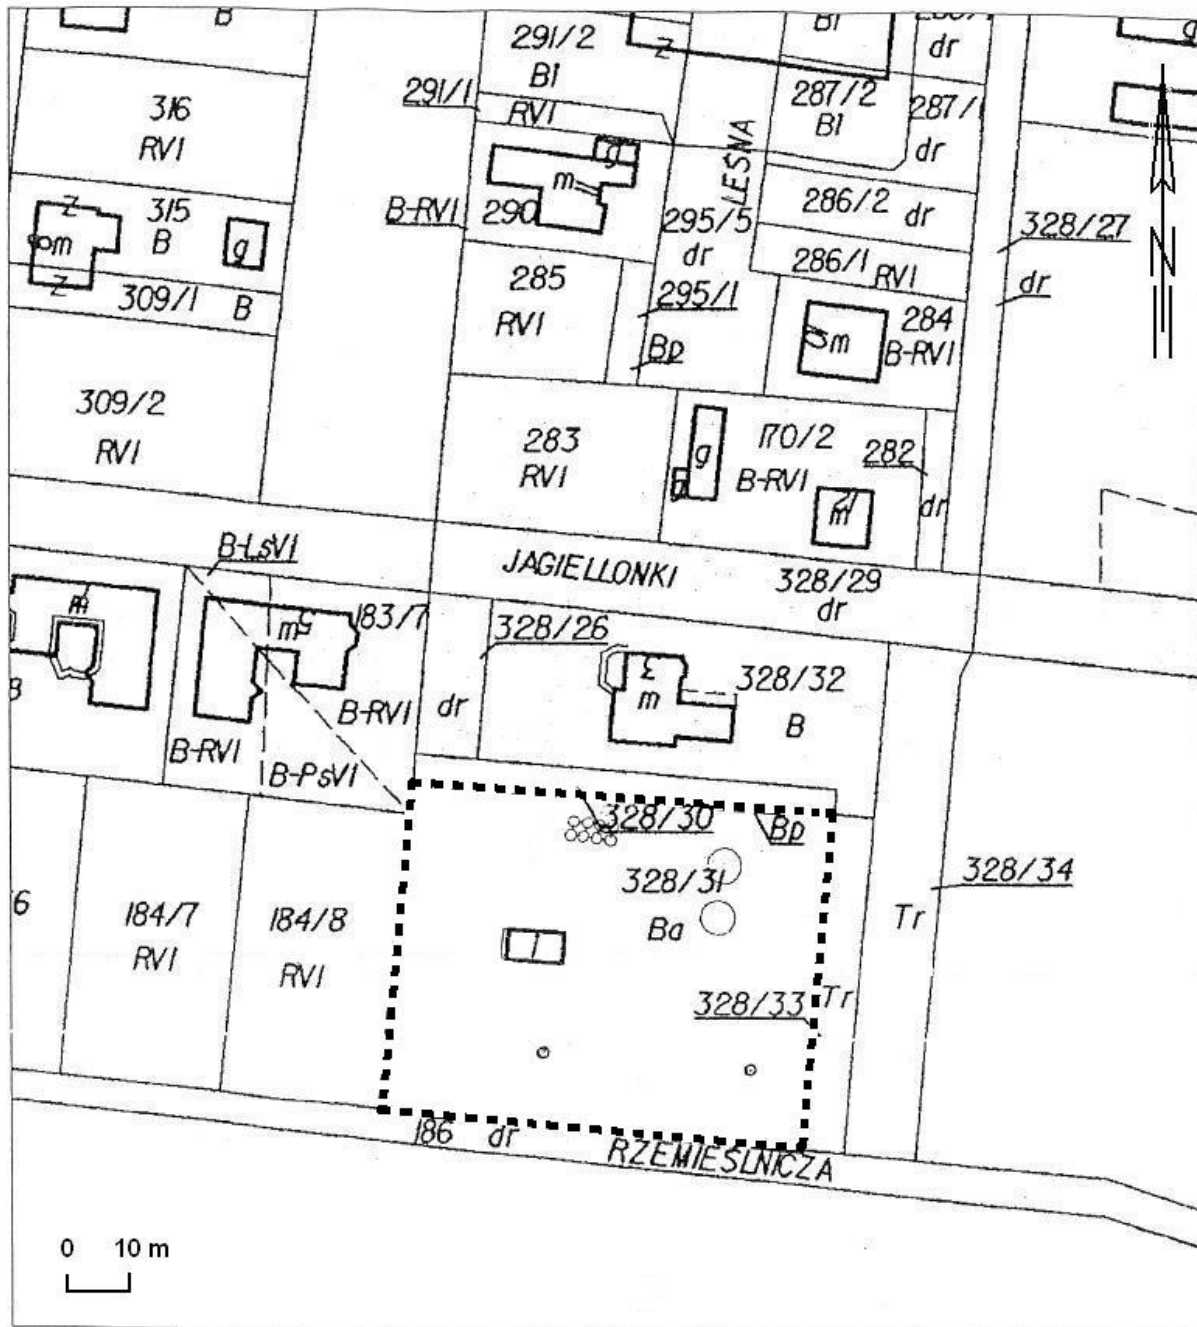 B
291/2
BI
Z
BI
dr
g
291/1
RVI
287/2
BI
287/1
dr
316
RVI
LEŚNA
g
m
B-RVI
290
295/5
dr
286/2 dr
328/27
Z
315
B
m
g
Z
309/1 B
285
RVI
295/1
Bp
286/1 RVI
dr
m
284
B-RVI
309/2
RVI
283
RVI
g
170/2
B-RVI
282
m
dr
B-LsVI
JAGIELLONKI
328/29
dr
m
m
183/7
328/26
m
328/32
B
B-RVI
dr
B-RVI
B-PsVI
328/30
Bp
328/31
Ba
328/34
6
184/7
RVI
184/8
RVI
Tr
328/33
Tr
186 dr
RZEMIEŚLNICZA
N
0 10 m